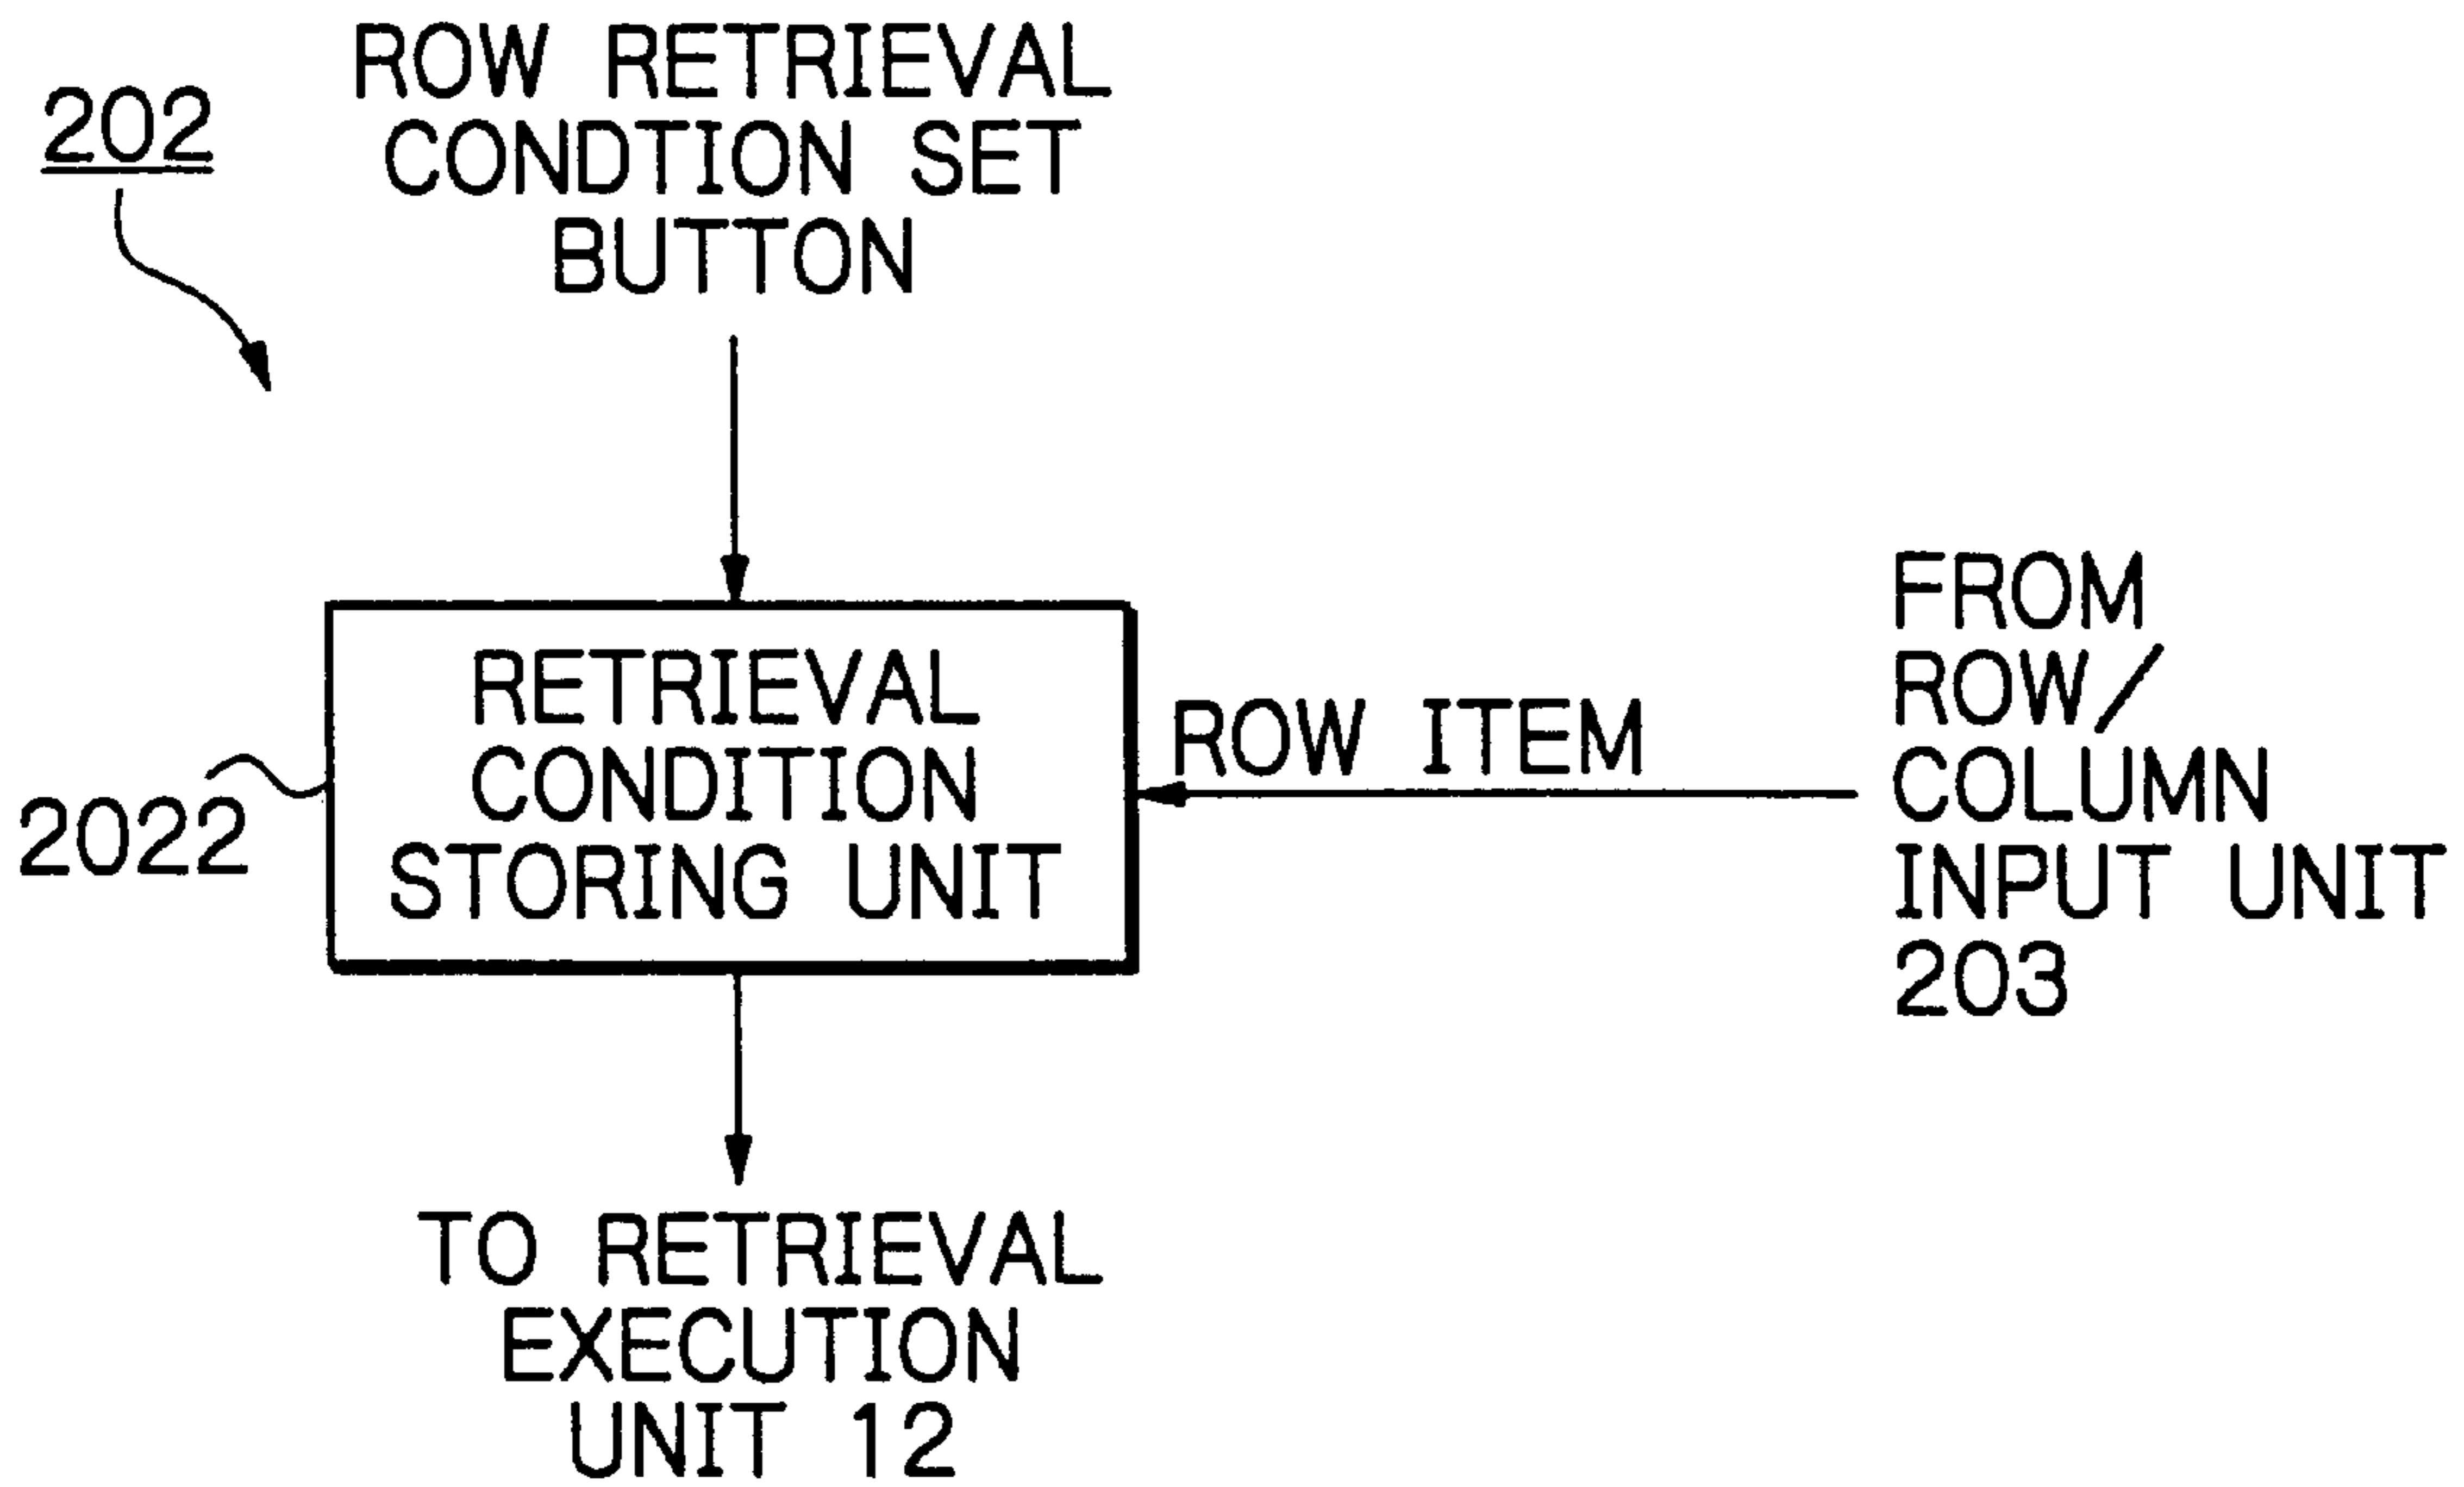 202
ROW RETRIEVAL
CONDTION SET
BUTTON
RETRIEVAL
CONDITION
STORING UNIT
2022
ROW ITEM
FROM
ROW/
COLUMN
INPUT UNIT
203
TO RETRIEVAL
EXECUTION
UNIT 12